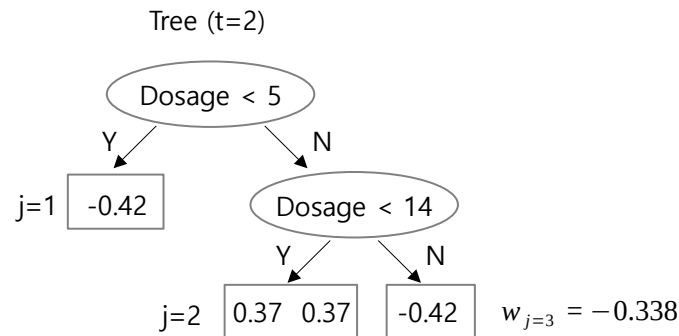 Tree (t=2)
Dosage < 5
Y N
j=1 -0.42 Dosage < 14
Y N
j=2 0.37 0.37 -0.42 w_{j=3} = −0.338